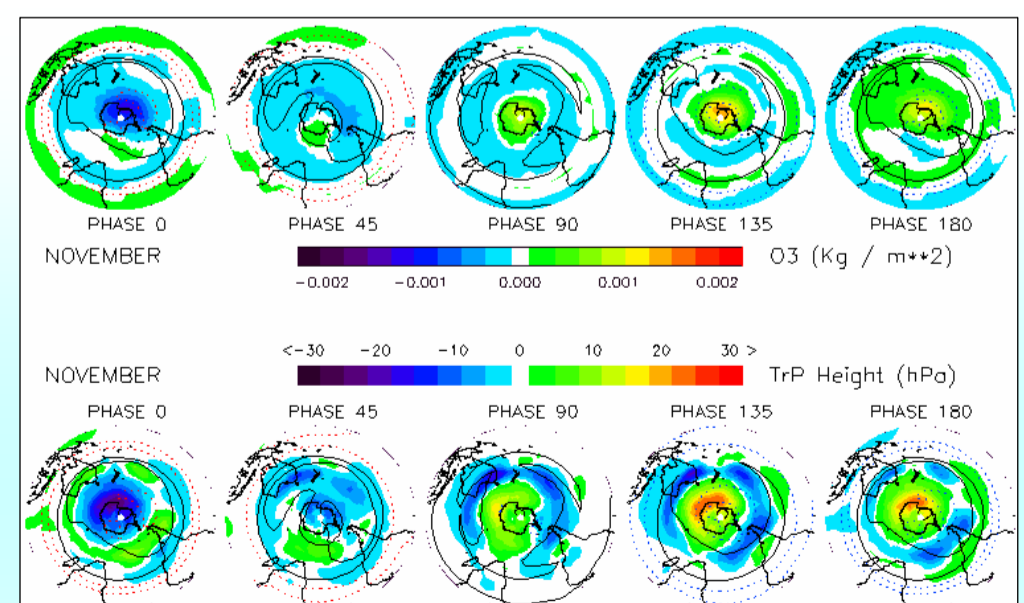 PHASE 0 PHASE 45 PHASE 90 PHASE 135 PHASE 180
NOVEMBER O3 (Kg / m**2)
-0.002 -0.001 0.000 0.001 0.002
<-30 -20 -10 0 10 20 30 >
NOVEMBER TrP Height (hPa)
PHASE 0 PHASE 45 PHASE 90 PHASE 135 PHASE 180